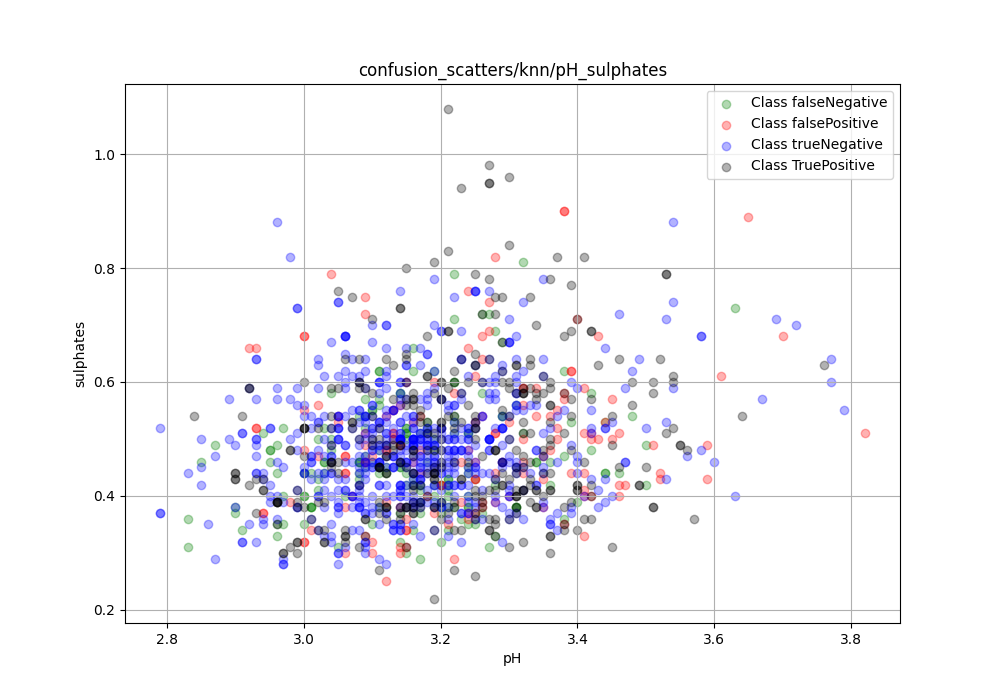 confusion_scatters/knn/pH_sulphates
Class falseNegative
Class falsePositive
Class trueNegative
Class TruePositive
1.0
0.8
0.6
0.4
0.2
sulphates
2.8 3.0 3.2 3.4 3.6 3.8
pH